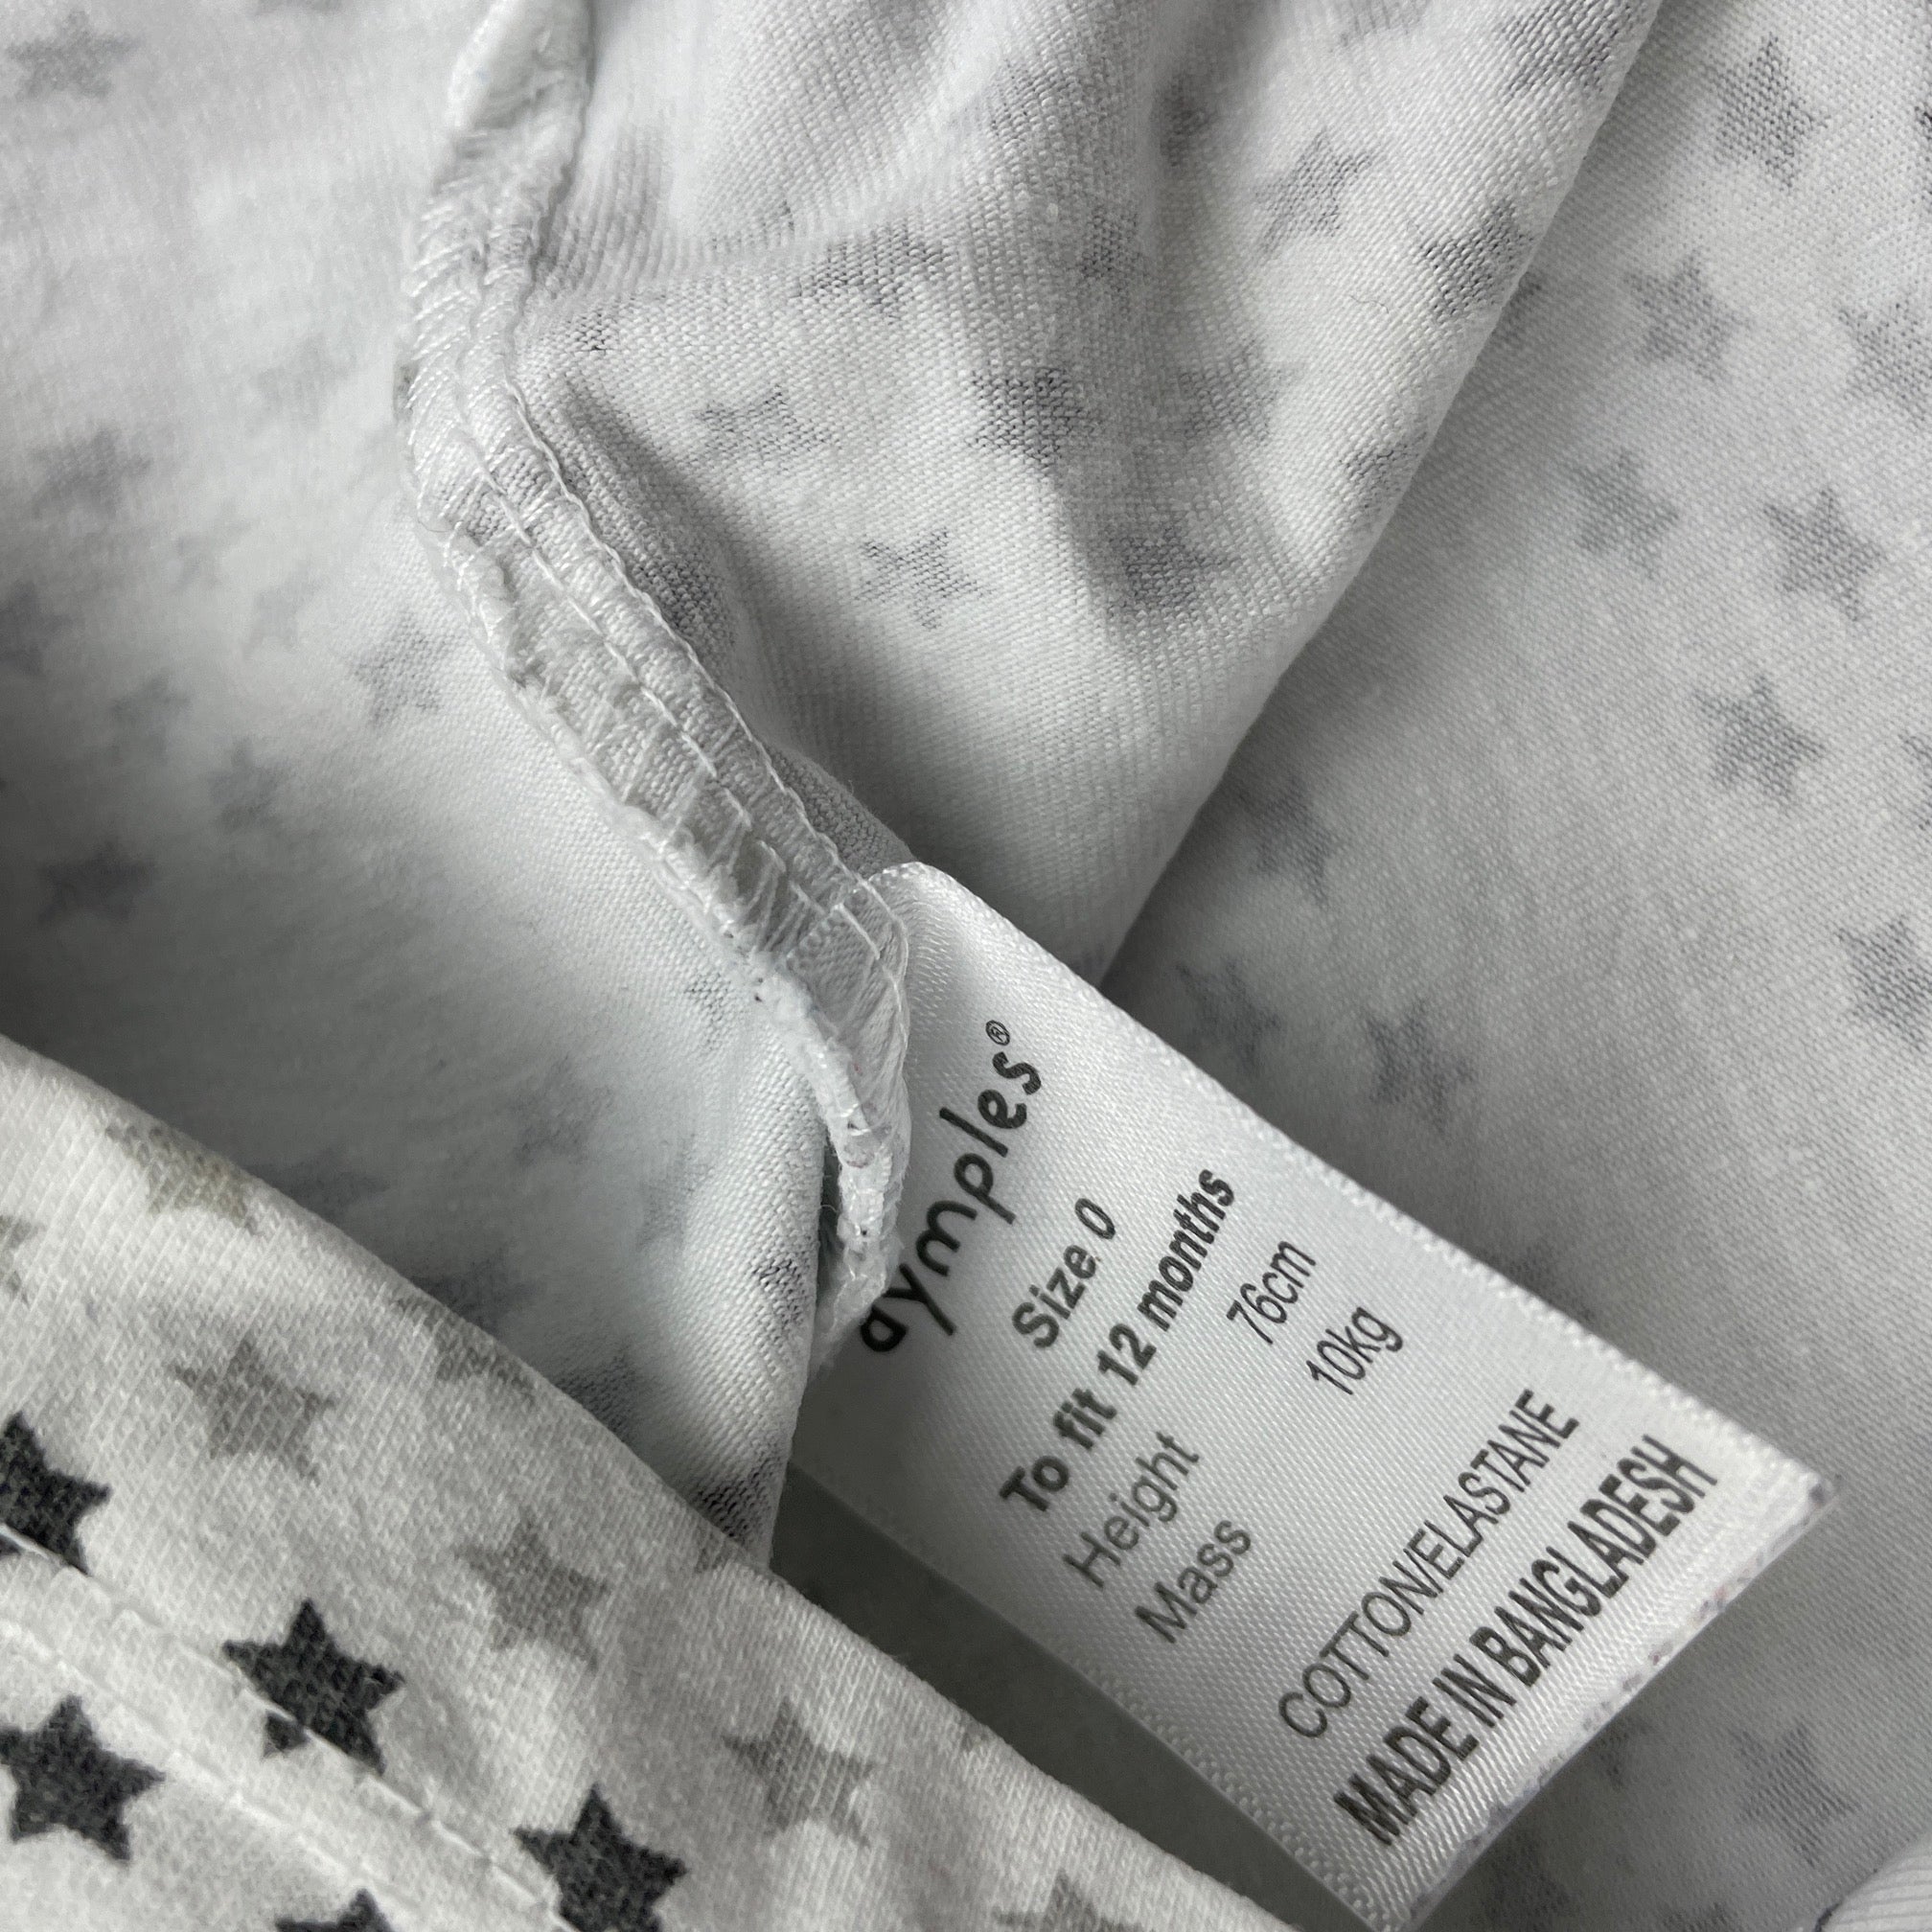 dymples®
Size 0
To fit 12 months
Height 76cm
Mass 10kg
COTTON/ELASTANE
MADE IN BANGLADESH